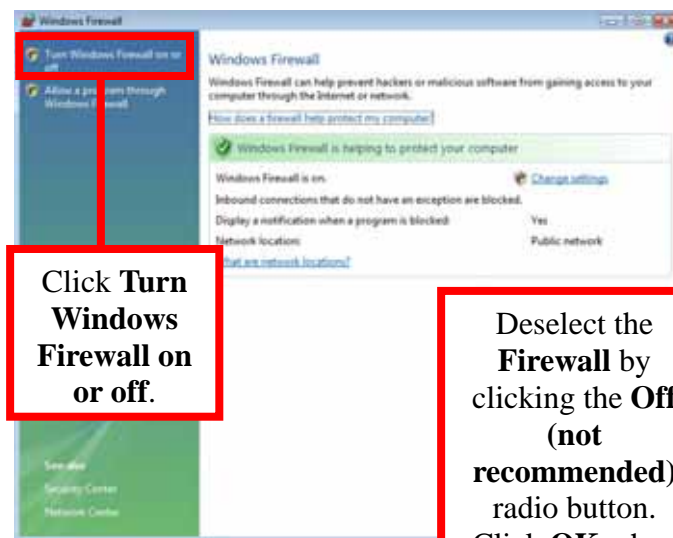 Windows Firewall
Turn Windows Firewall on or
off
Allow a program through
Windows Firewall
Windows Firewall
Windows Firewall can help prevent hackers or malicious software from gaining access to your
computer through the Internet or network.
How does a firewall help protect my computer?
Windows Firewall is helping to protect your computer
Windows Firewall is on.
Change settings
Inbound connections that do not have an exception are blocked.
Display a notification when a program is blocked: Yes
Network location: Public network
What are network locations?
Click Turn
Windows
Firewall on
or off.
Deselect the
Firewall by
clicking the Off
(not
recommended)
radio button.
Click OK
See also
Security Center
Network Center